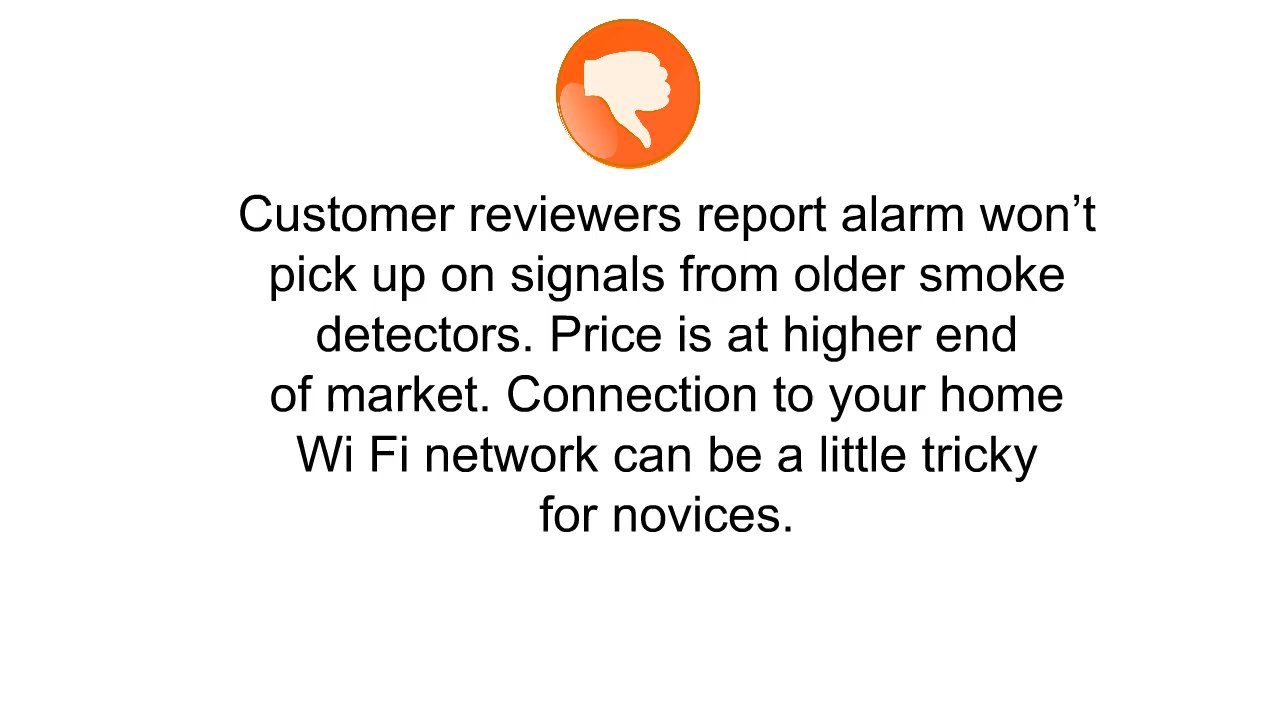 Customer reviewers report alarm won’t
pick up on signals from older smoke
detectors. Price is at higher end
of market. Connection to your home
Wi Fi network can be a little tricky
for novices.